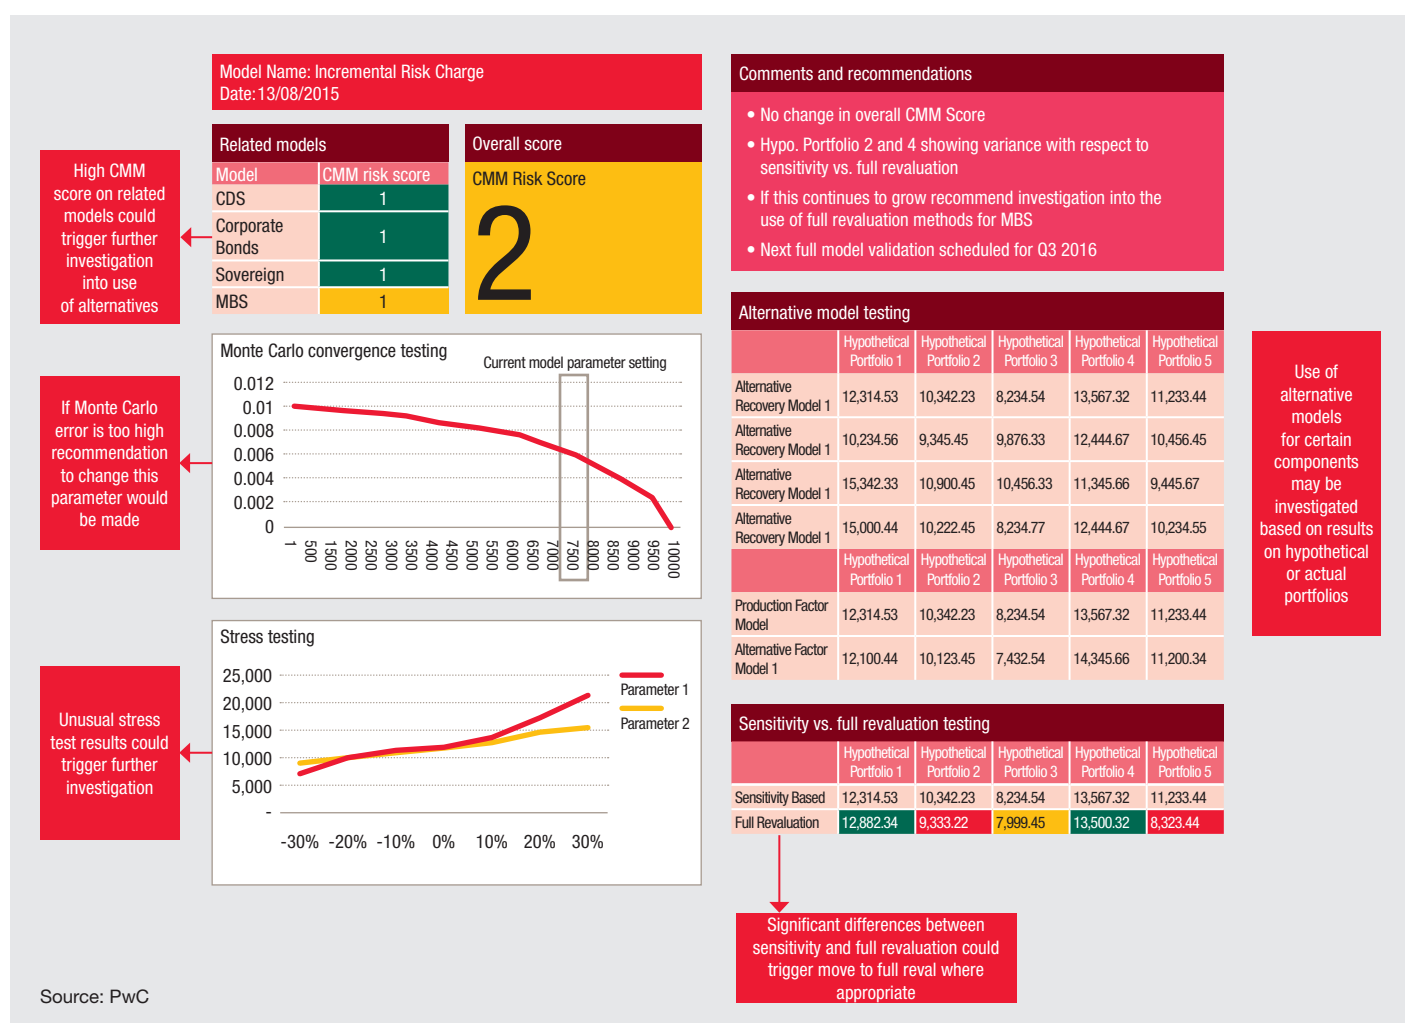 Model Name: Incremental Risk Charge
Date:13/08/2015
High CMM
score on related
models could
trigger further
investigation
into use
of alternatives
Related models
Model CMM risk score
CDS 1
Corporate
Bonds 1
Sovereign 1
MBS 1
Overall score
CMM Risk Score
2
If Monte Carlo
error is too high
recommendation
to change this
parameter would
be made
Monte Carlo convergence testing
Current model parameter setting
0.012
0.01
0.008
0.006
0.004
0.002
0
1 500 1500 2000 2500 3000 3500 4000 4500 5000 5500 6000 6500 7000 7500 8000 8500 9000 9500 10000
Unusual stress
test results could
trigger further
investigation
Stress testing
25,000
20,000
15,000
10,000
5,000
-
-30% -20% -10% 0% 10% 20% 30%
Parameter 1
Parameter 2
Comments and recommendations
• No change in overall CMM Score
• Hypo. Portfolio 2 and 4 showing variance with respect to
sensitivity vs. full revaluation
• If this continues to grow recommend investigation into the
use of full revaluation methods for MBS
• Next full model validation scheduled for Q3 2016
Alternative model testing
Hypothetical Hypothetical Hypothetical Hypothetical Hypothetical
Portfolio 1 Portfolio 2 Portfolio 3 Portfolio 4 Portfolio 5
Alternative
Recovery Model 1 12,314.53 10,342.23 8,234.54 13,567.32 11,233.44
Alternative
Recovery Model 1 10,234.56 9,345.45 9,876.33 12,444.67 10,456.45
Alternative
Recovery Model 1 15,342.33 10,900.45 10,456.33 11,345.66 9,445.67
Alternative
Recovery Model 1 15,000.44 10,222.45 8,234.77 12,444.67 10,234.55
Hypothetical Hypothetical Hypothetical Hypothetical Hypothetical
Portfolio 1 Portfolio 2 Portfolio 3 Portfolio 4 Portfolio 5
Production Factor
Model 12,314.53 10,342.23 8,234.54 13,567.32 11,233.44
Alternative Factor
Model 1 12,100.44 10,123.45 7,432.54 14,345.66 11,200.34
Use of
alternative
models
for certain
components
may be
investigated
based on results
on hypothetical
or actual
portfolios
Sensitivity vs. full revaluation testing
Hypothetical Hypothetical Hypothetical Hypothetical Hypothetical
Portfolio 1 Portfolio 2 Portfolio 3 Portfolio 4 Portfolio 5
Sensitivity Based 12,314.53 10,342.23 8,234.54 13,567.32 11,233.44
Full Revaluation 12,882.34 9,333.22 7,999.45 13,500.32 8,323.44
Significant differences between
sensitivity and full revaluation could
trigger move to full reval where
appropriate
Source: PwC